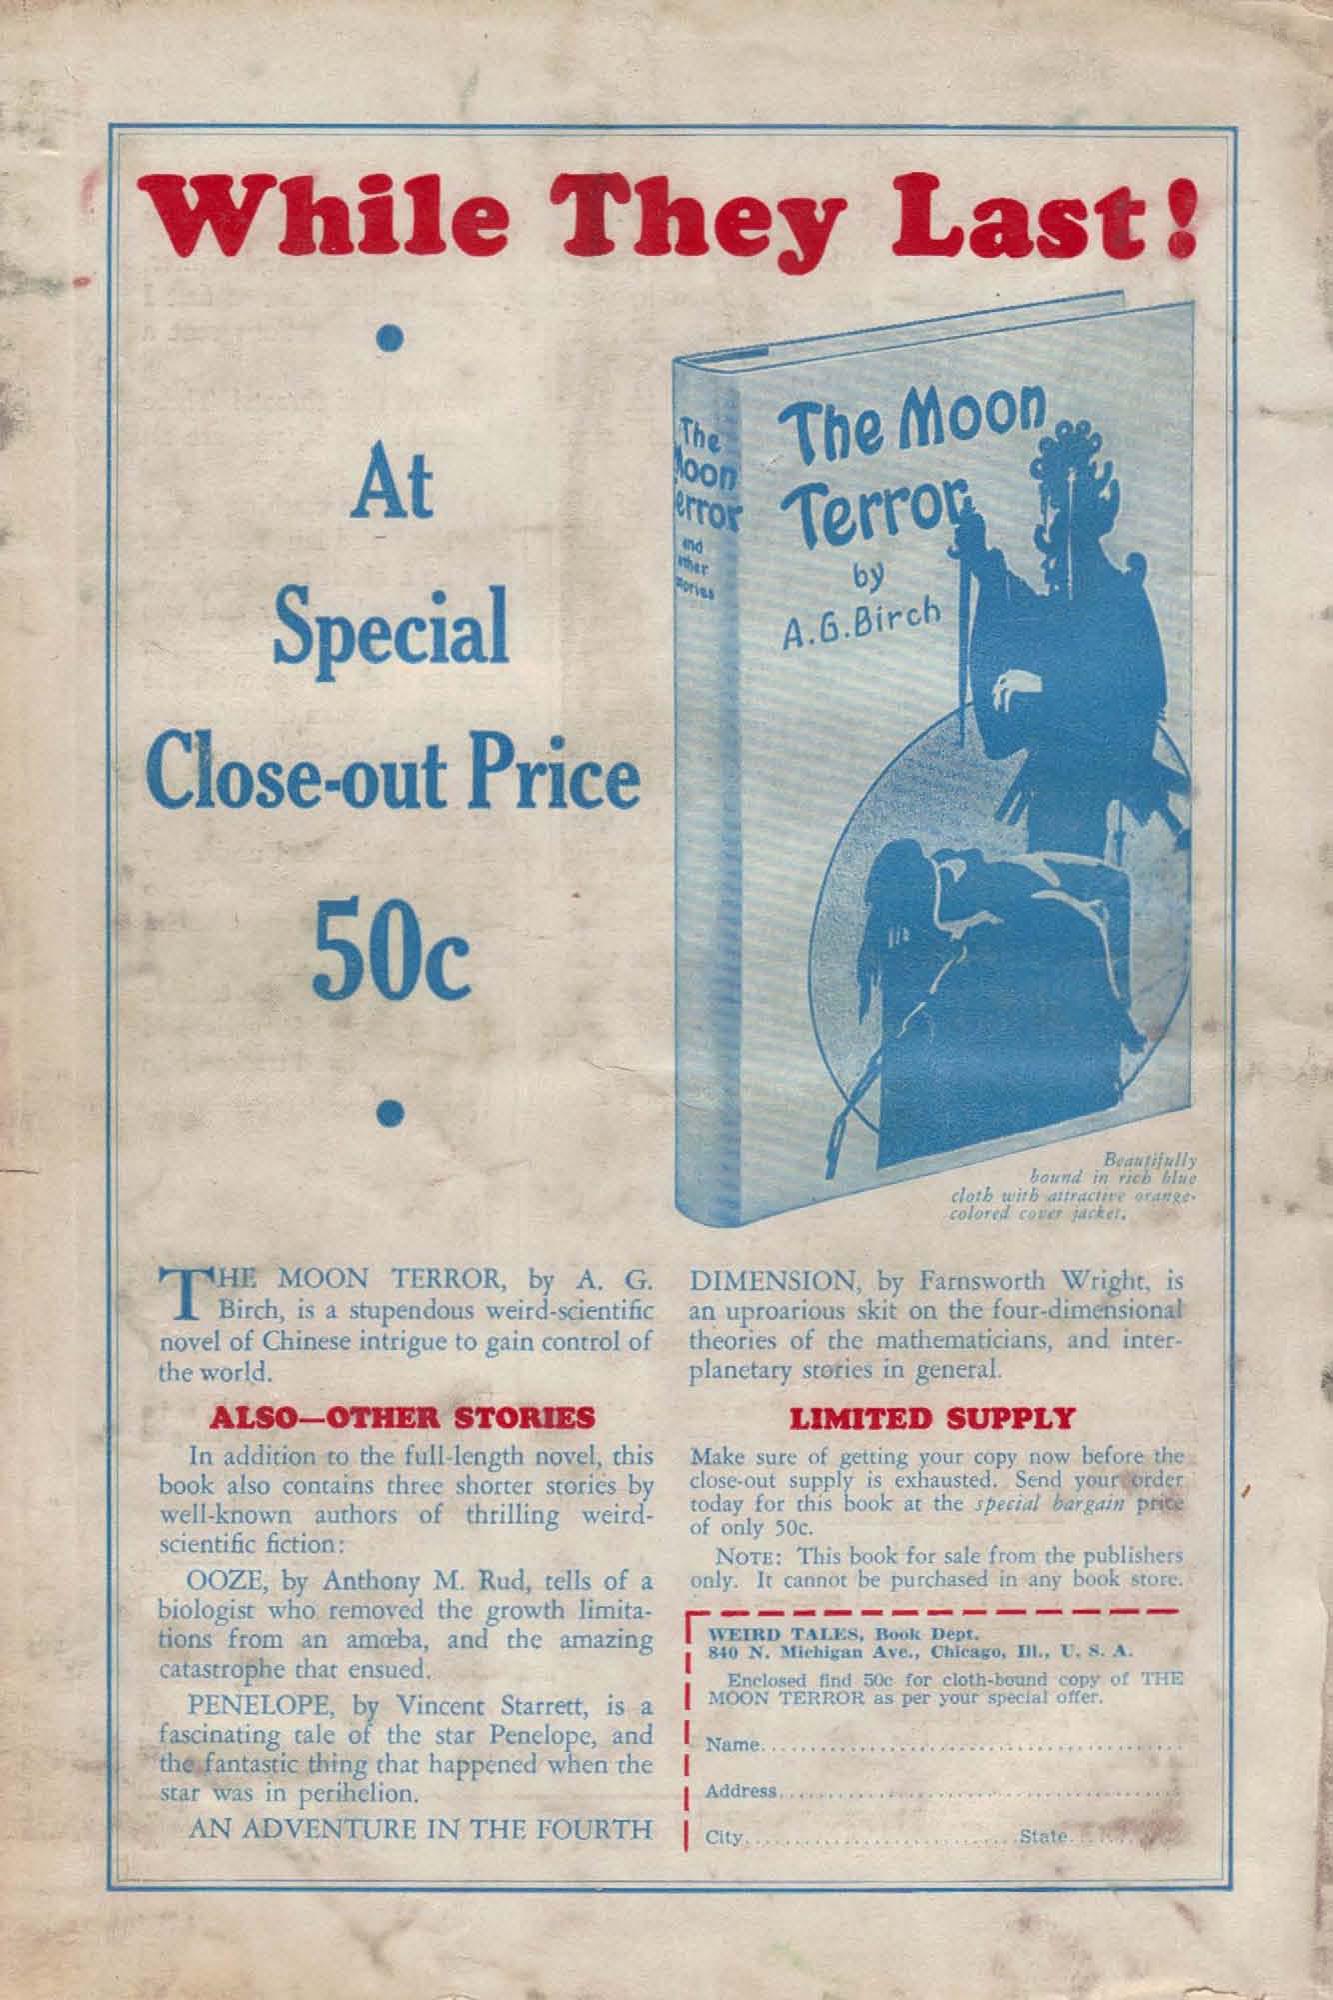 While They Last!
At
Special
Close-out Price
50c
The
Moon
Terror
and
other
stories
The Moon
Terror
by
A.G.Birch
Beautifully
bound in rich blue
cloth with attractive orange-
colored cover jacket.
THE MOON TERROR, by A. G.
Birch, is a stupendous weird-scientific
novel of Chinese intrigue to gain control of
the world.
ALSO—OTHER STORIES
In addition to the full-length novel, this
book also contains three shorter stories by
well-known authors of thrilling weird-
scientific fiction:
OOZE, by Anthony M. Rud, tells of a
biologist who removed the growth limita-
tions from an amœba, and the amazing
catastrophe that ensued.
PENELOPE, by Vincent Starrett, is a
fascinating tale of the star Penelope, and
the fantastic thing that happened when the
star was in perihelion.
AN ADVENTURE IN THE FOURTH
DIMENSION, by Farnsworth Wright, is
an uproarious skit on the four-dimensional
theories of the mathematicians, and inter-
planetary stories in general.
LIMITED SUPPLY
Make sure of getting your copy now before the
close-out supply is exhausted. Send your order
today for this book at the special bargain price
of only 50c.
NOTE: This book for sale from the publishers
only. It cannot be purchased in any book store.
WEIRD TALES, Book Dept.
840 N. Michigan Ave., Chicago, Ill., U. S. A.
Enclosed find 50c for cloth-bound copy of THE
MOON TERROR as per your special offer.
Name
Address
City State